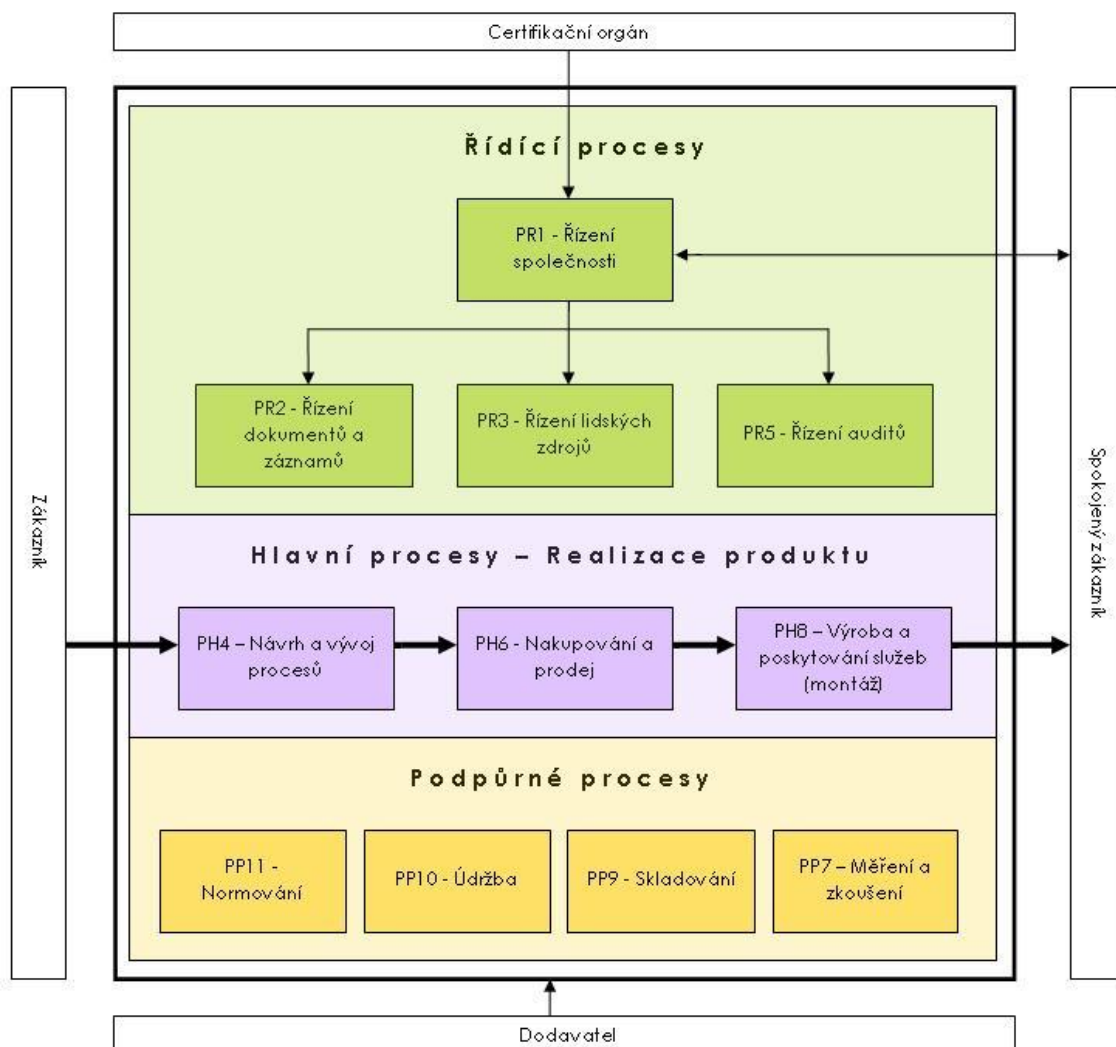 Certifikační orgán
Zákazník
Řídící procesy
PR1 - Řízení
společnosti
PR2 - Řízení
dokumentů a
záznamů
PR3 - Řízení lidských
zdrojů
PR5 - Řízení auditů
Spokojený zákazník
Hlavní procesy – Realizace produktu
PH4 – Návrh a vývoj
procesů
PH6 - Nakupování a
prodej
PH8 – Výroba a
poskytování služeb
(montáž)
Podpůrné procesy
PP11 -
Normování
PP10 - Údržba
PP9 - Skladování
PP7 – Měření a
zkoušení
Dodavatel